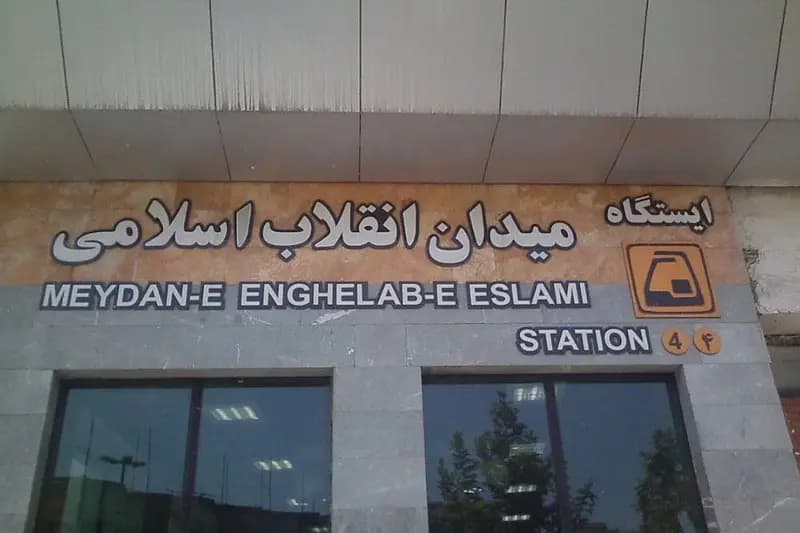 ایستگاه
میدان انقلاب اسلامی
MEYDAN-E ENGHELAB-E ESLAMI
STATION 4 ۴